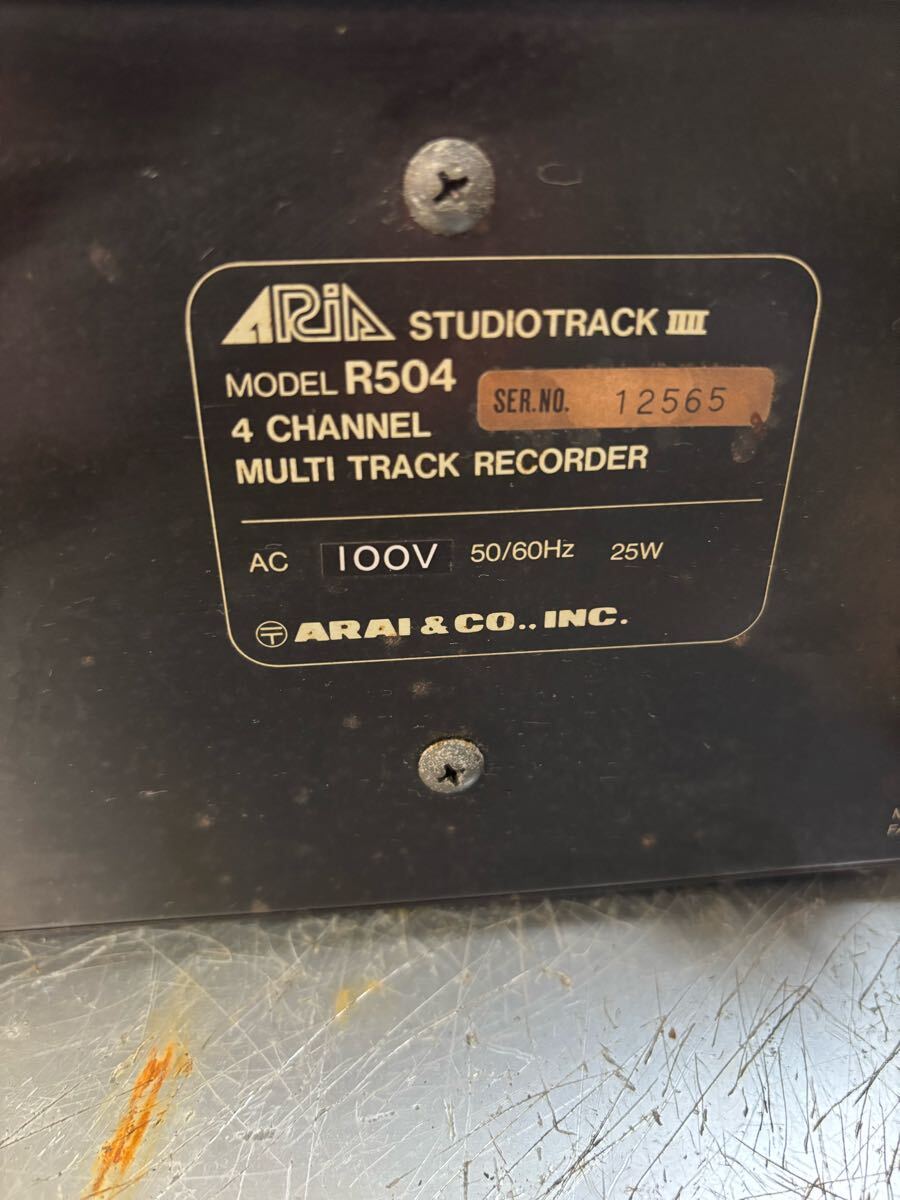 ARIA STUDIOTRACK IIII
MODEL R504
SER.NO. 12565
4 CHANNEL
MULTI TRACK RECORDER
AC 100V 50/60Hz 25W
〒 ARAI & CO., INC.